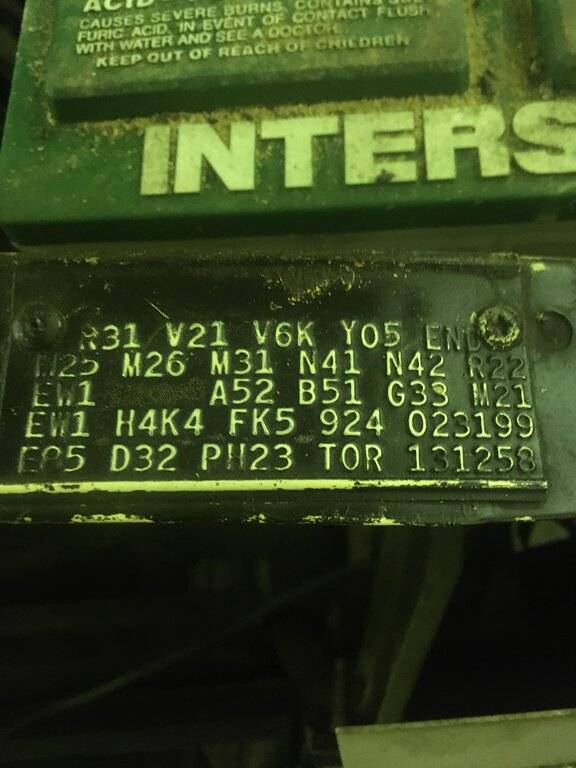 ACID
CAUSES SEVERE BURNS, CONTAINS
FURIC ACID, IN EVENT OF CONTACT FLUSH
WITH WATER AND SEE A DOCTOR
KEEP OUT OF REACH OF CHILDREN
INTERS
R31 V21 V6K Y05 END
M25 M26 M31 N41 N42 R22
EW1 A52 B51 G33 M21
EW1 H4K4 FK5 924 023199
D32 PH23 TOR 131258